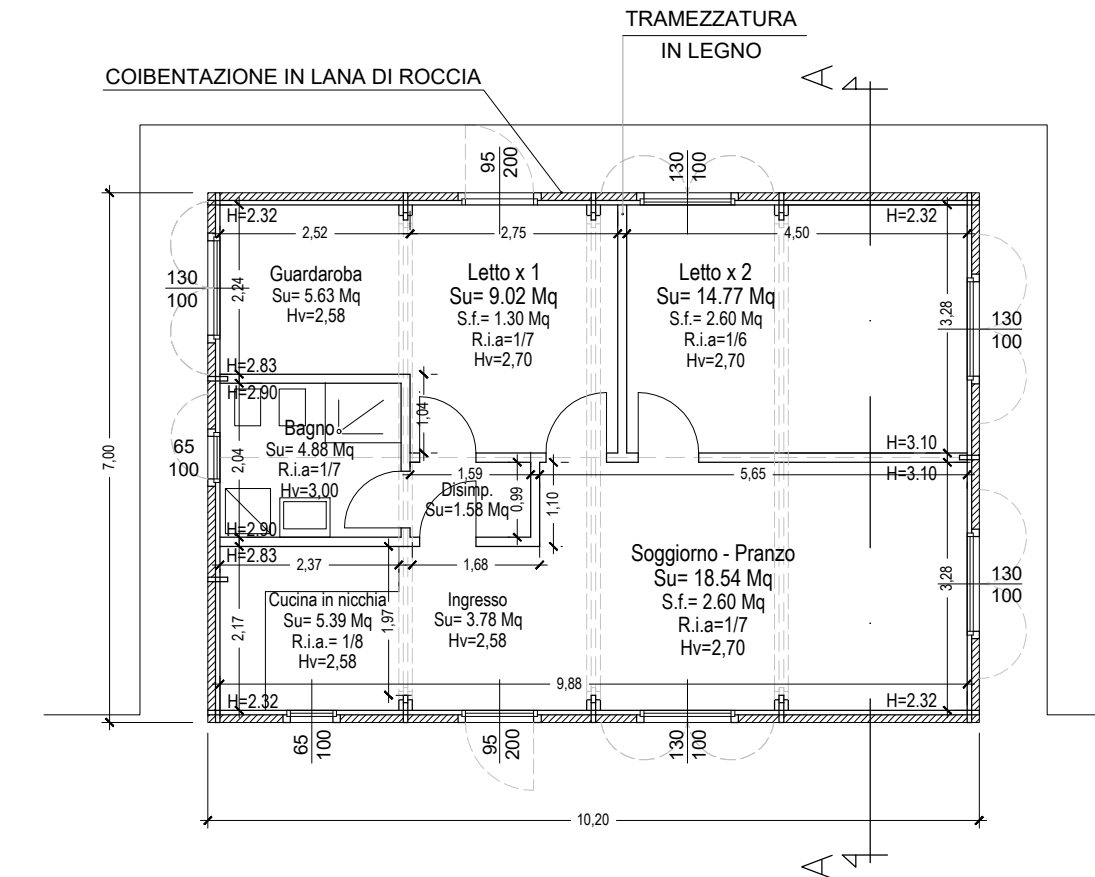 TRAMEZZATURA
IN LEGNO
COIBENTAZIONE IN LANA DI ROCCIA
A
95
200
130
100
H=2.32
H=2.32
2,52
2,75
4,50
Guardaroba
Su= 5.63 Mq
Hv=2,58
Letto x 1
Su= 9.02 Mq
S.f.= 1.30 Mq
R.i.a=1/7
Hv=2,70
Letto x 2
Su= 14.77 Mq
S.f.= 2.60 Mq
R.i.a=1/6
Hv=2,70
130
100
2,24
3,28
130
100
H=2.83
H=2.90
1,04
Bagno
Su= 4.88 Mq
R.i.a=1/7
Hv=3,00
65
100
2,04
7,00
H=3.10
H=3.10
1,59
5,65
Disimp.
Su=1.58 Mq
0,99
1,10
H=2.90
H=2.83
2,37
1,68
Cucina in nicchia
Su= 5.39 Mq
R.i.a.= 1/8
Hv=2,58
2,17
1,97
Ingresso
Su= 3.78 Mq
Hv=2,58
Soggiorno - Pranzo
Su= 18.54 Mq
S.f.= 2.60 Mq
R.i.a=1/7
Hv=2,70
3,28
130
100
9,88
H=2.32
H=2.32
65
100
95
200
130
100
10,20
A